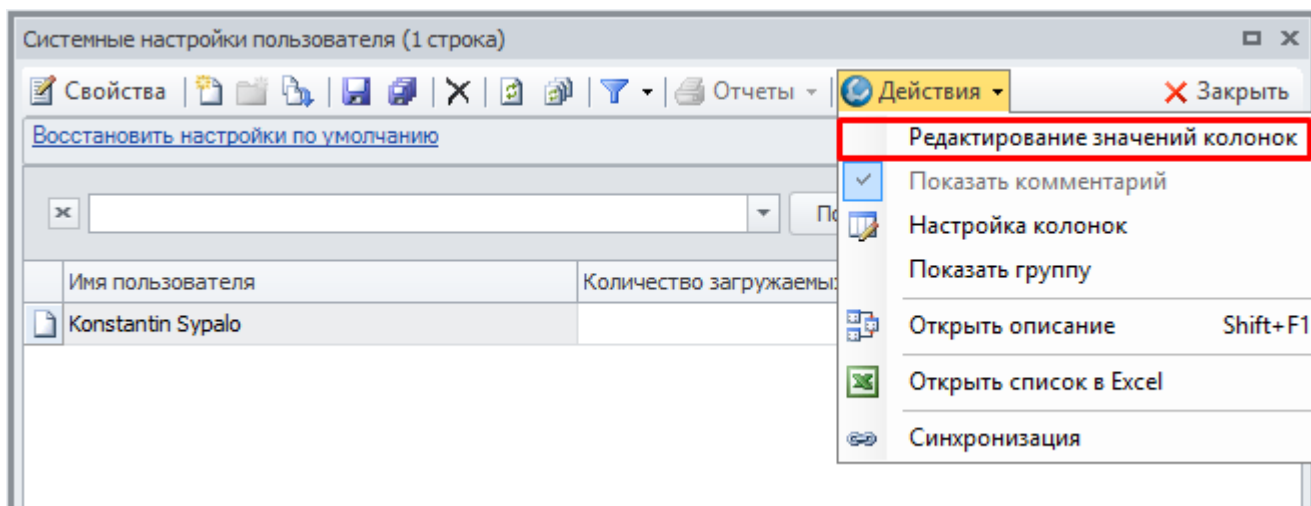 Системные настройки пользователя (1 строка)
Свойства Отчеты Действия Закрыть
Восстановить настройки по умолчанию
Редактирование значений колонок
Показать комментарий
Настройка колонок
Показать группу
Имя пользователя Количество
Konstantin Sypalo
Открыть описание Shift+F1
Открыть список в Excel
Синхронизация